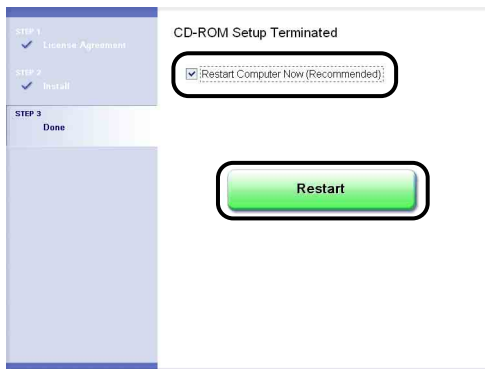 STEP 1
License Agreement
STEP 2
Install
STEP 3
Done
CD-ROM Setup Terminated
Restart Computer Now (Recommended)
Restart